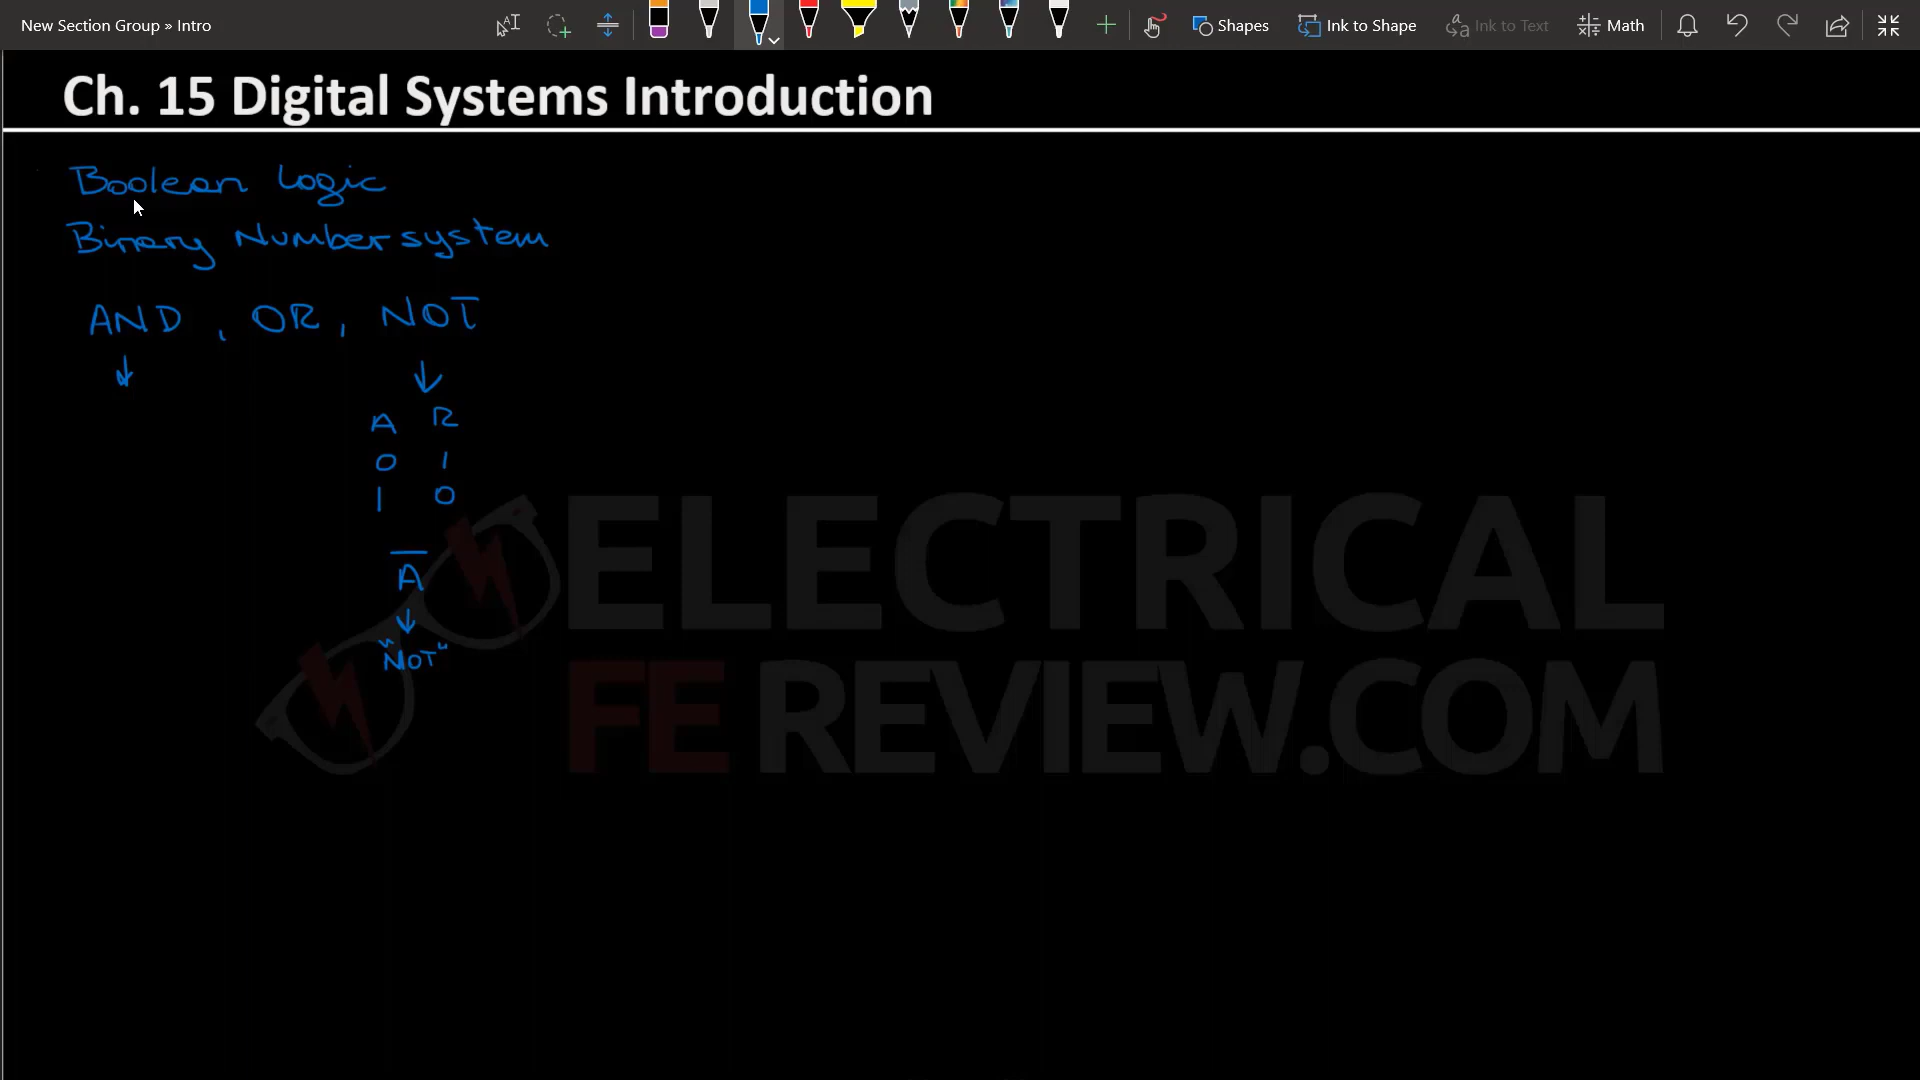 New Section Group » Intro
Shapes
Ink to Shape
Ink to Text
Math
Ch. 15 Digital Systems Introduction
Boolean Logic
Binary Number system
AND , OR , NOT
A R
0 1
1 0
A
"NOT"
ELECTRICAL
FE REVIEW.COM